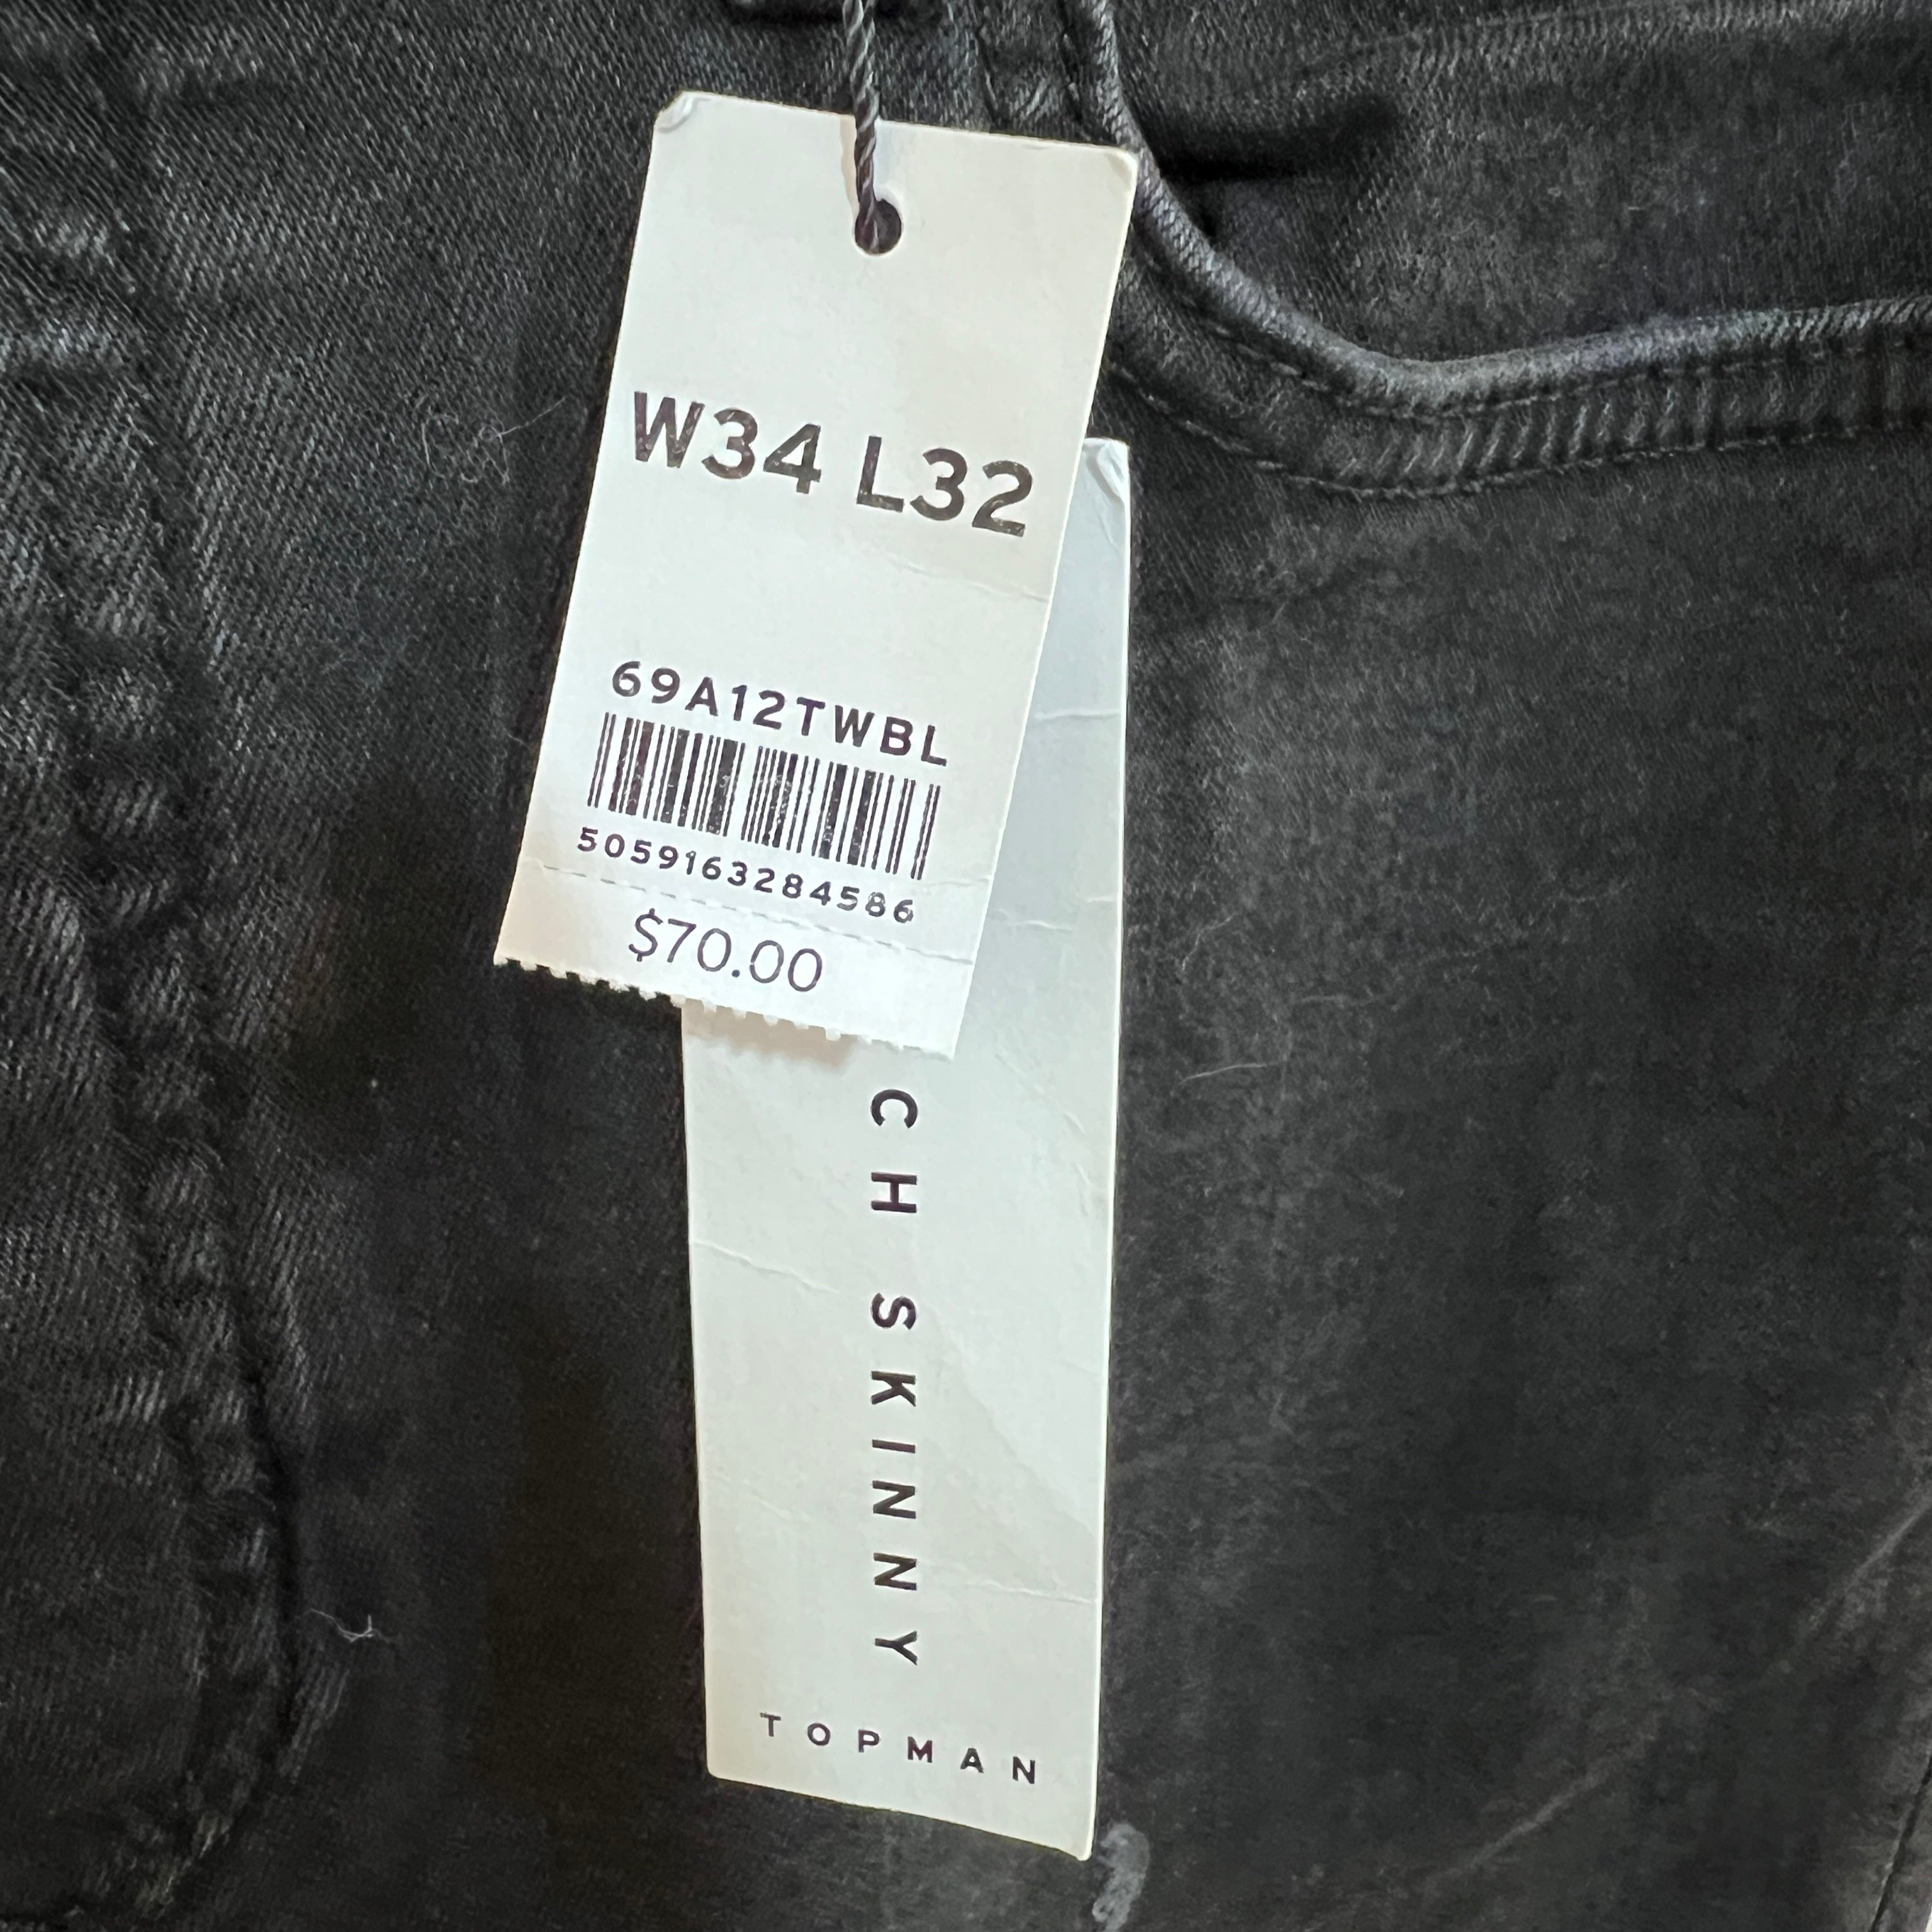 W34 L32
69A12TWBL
5059163284586
$70.00
CH SKINNY
TOPMAN